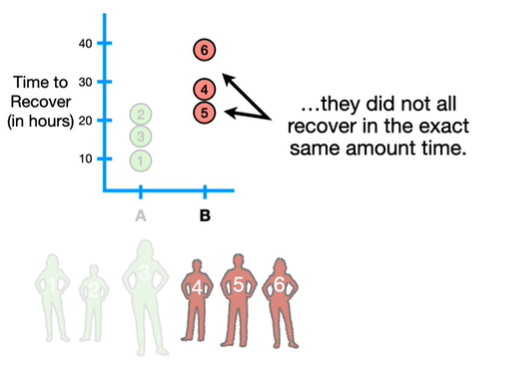 40
30
20
10
Time to
Recover
(in hours)
6
4
5
2
3
1
A
B
...they did not all
recover in the exact
same amount time.
1
2
3
4
5
6